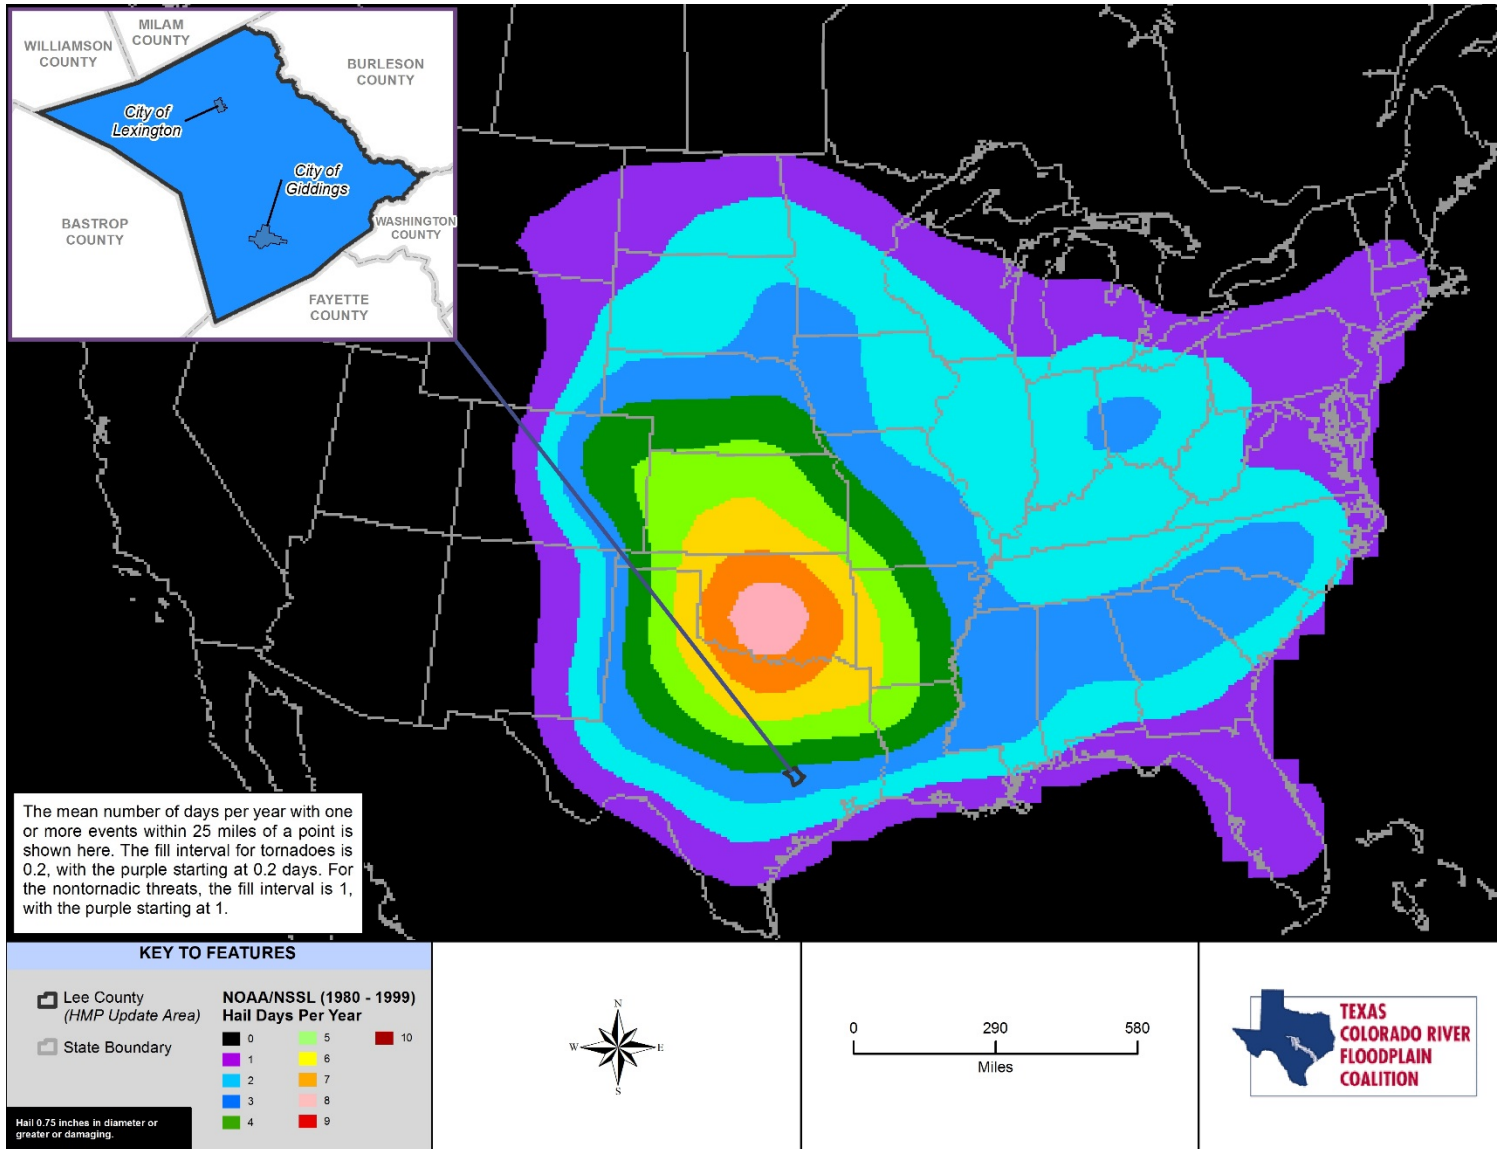 MILAM
COUNTY
WILLIAMSON
COUNTY
BURLESON
COUNTY
City of
Lexington
City of
Giddings
BASTROP
COUNTY
WASHINGTON
COUNTY
FAYETTE
COUNTY
The mean number of days per year with one
or more events within 25 miles of a point is
shown here. The fill interval for tornadoes is
0.2, with the purple starting at 0.2 days. For
the nontornadic threats, the fill interval is 1,
with the purple starting at 1.
KEY TO FEATURES
Lee County
(HMP Update Area)
State Boundary
NOAA/NSSL (1980 - 1999)
Hail Days Per Year
0
1
2
3
4
5
6
7
8
9
10
Hail 0.75 inches in diameter or
greater or damaging.
N
W
E
S
0 290 580
Miles
TEXAS
COLORADO RIVER
FLOODPLAIN
COALITION